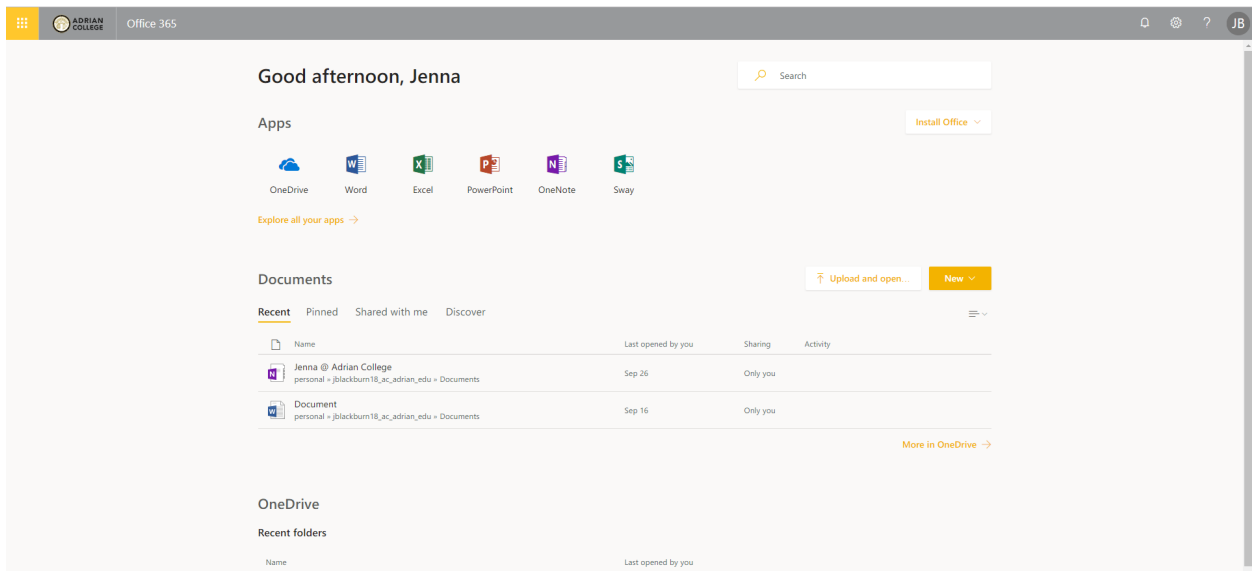 ADRIAN
COLLEGE
Office 365
?
JB
Good afternoon, Jenna
Search
Apps
Install Office
OneDrive
Word
Excel
PowerPoint
OneNote
Sway
Explore all your apps →
Documents
Upload and open...
New
Recent Pinned Shared with me Discover
Name Last opened by you Sharing Activity
Jenna @ Adrian College
personal » jblackburn18_ac_adrian_edu » Documents
Sep 26 Only you
Document
personal » jblackburn18_ac_adrian_edu » Documents
Sep 16 Only you
More in OneDrive →
OneDrive
Recent folders
Name Last opened by you